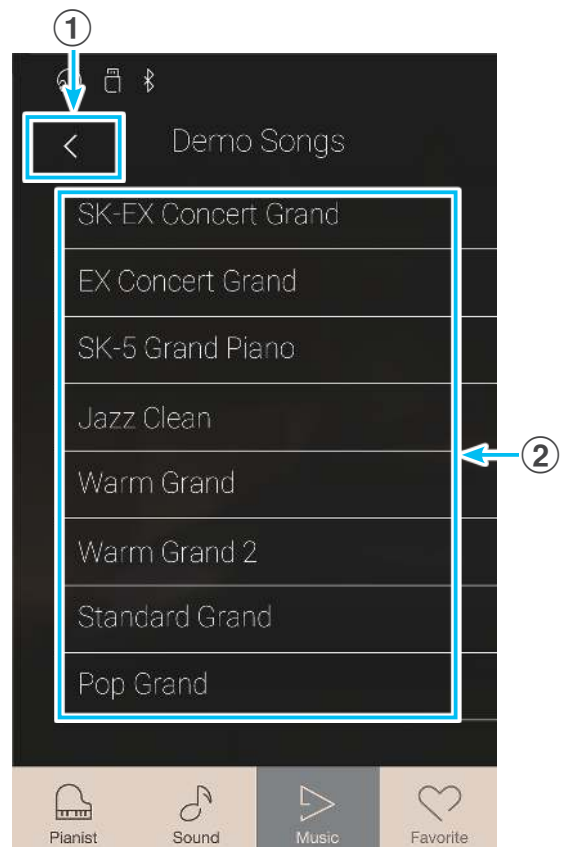 ①
Demo Songs
SK-EX Concert Grand
EX Concert Grand
SK-5 Grand Piano
Jazz Clean
②
Warm Grand
Warm Grand 2
Standard Grand
Pop Grand
Pianist Sound Music Favorite